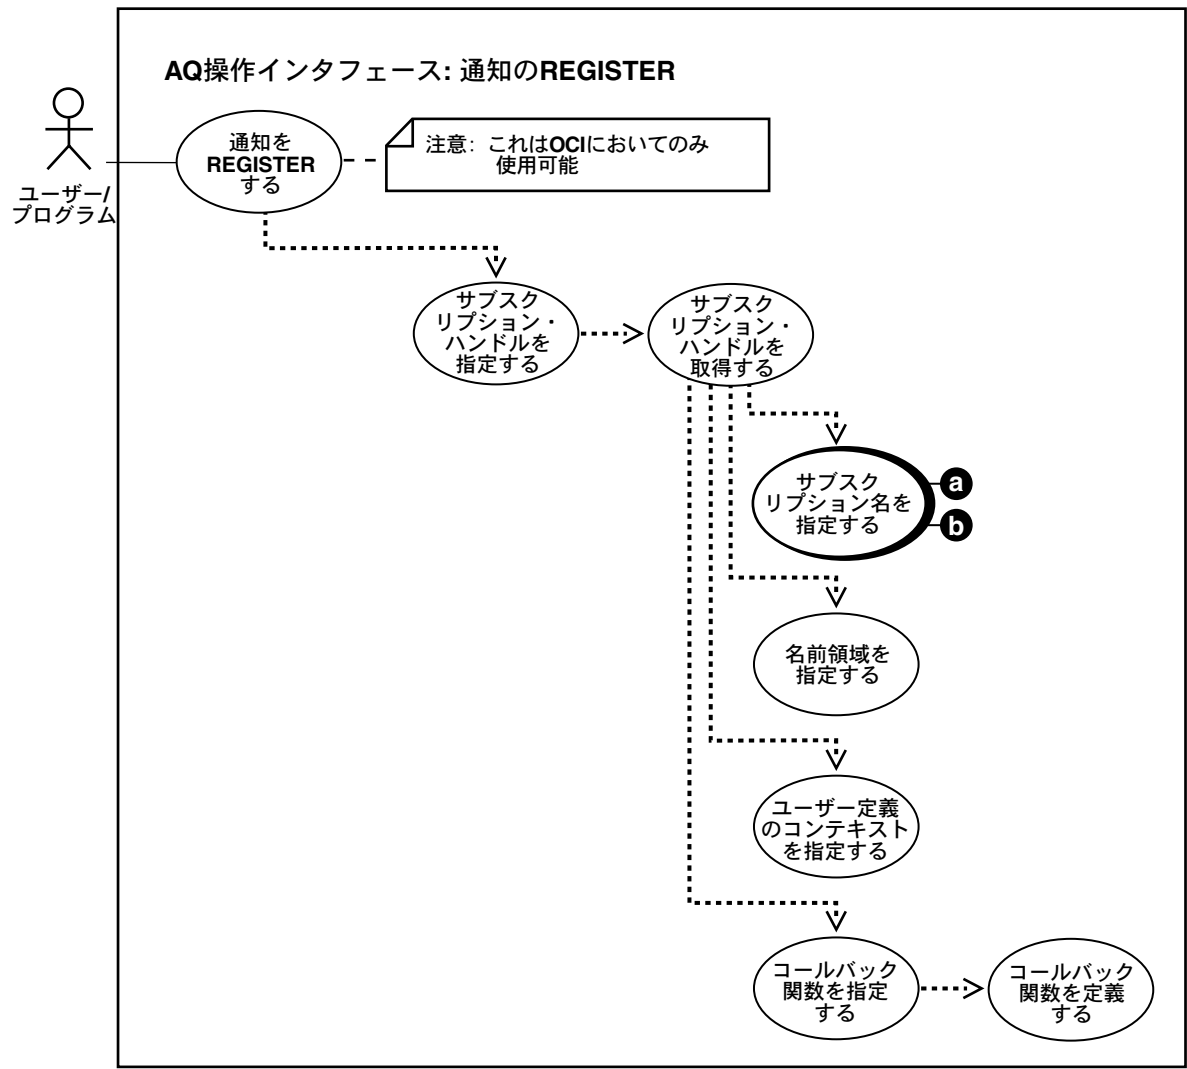 AQ操作インタフェース: 通知のREGISTER
通知を
REGISTER
する
注意: これはOCIにおいてのみ
使用可能
ユーザー/
プログラム
サブスク
リプション・
ハンドルを
指定する
サブスク
リプション・
ハンドルを
取得する
サブスク
リプション名を
指定する
a
b
名前領域を
指定する
ユーザー定義
のコンテキスト
を指定する
コールバック
関数を指定
する
コールバック
関数を定義
する